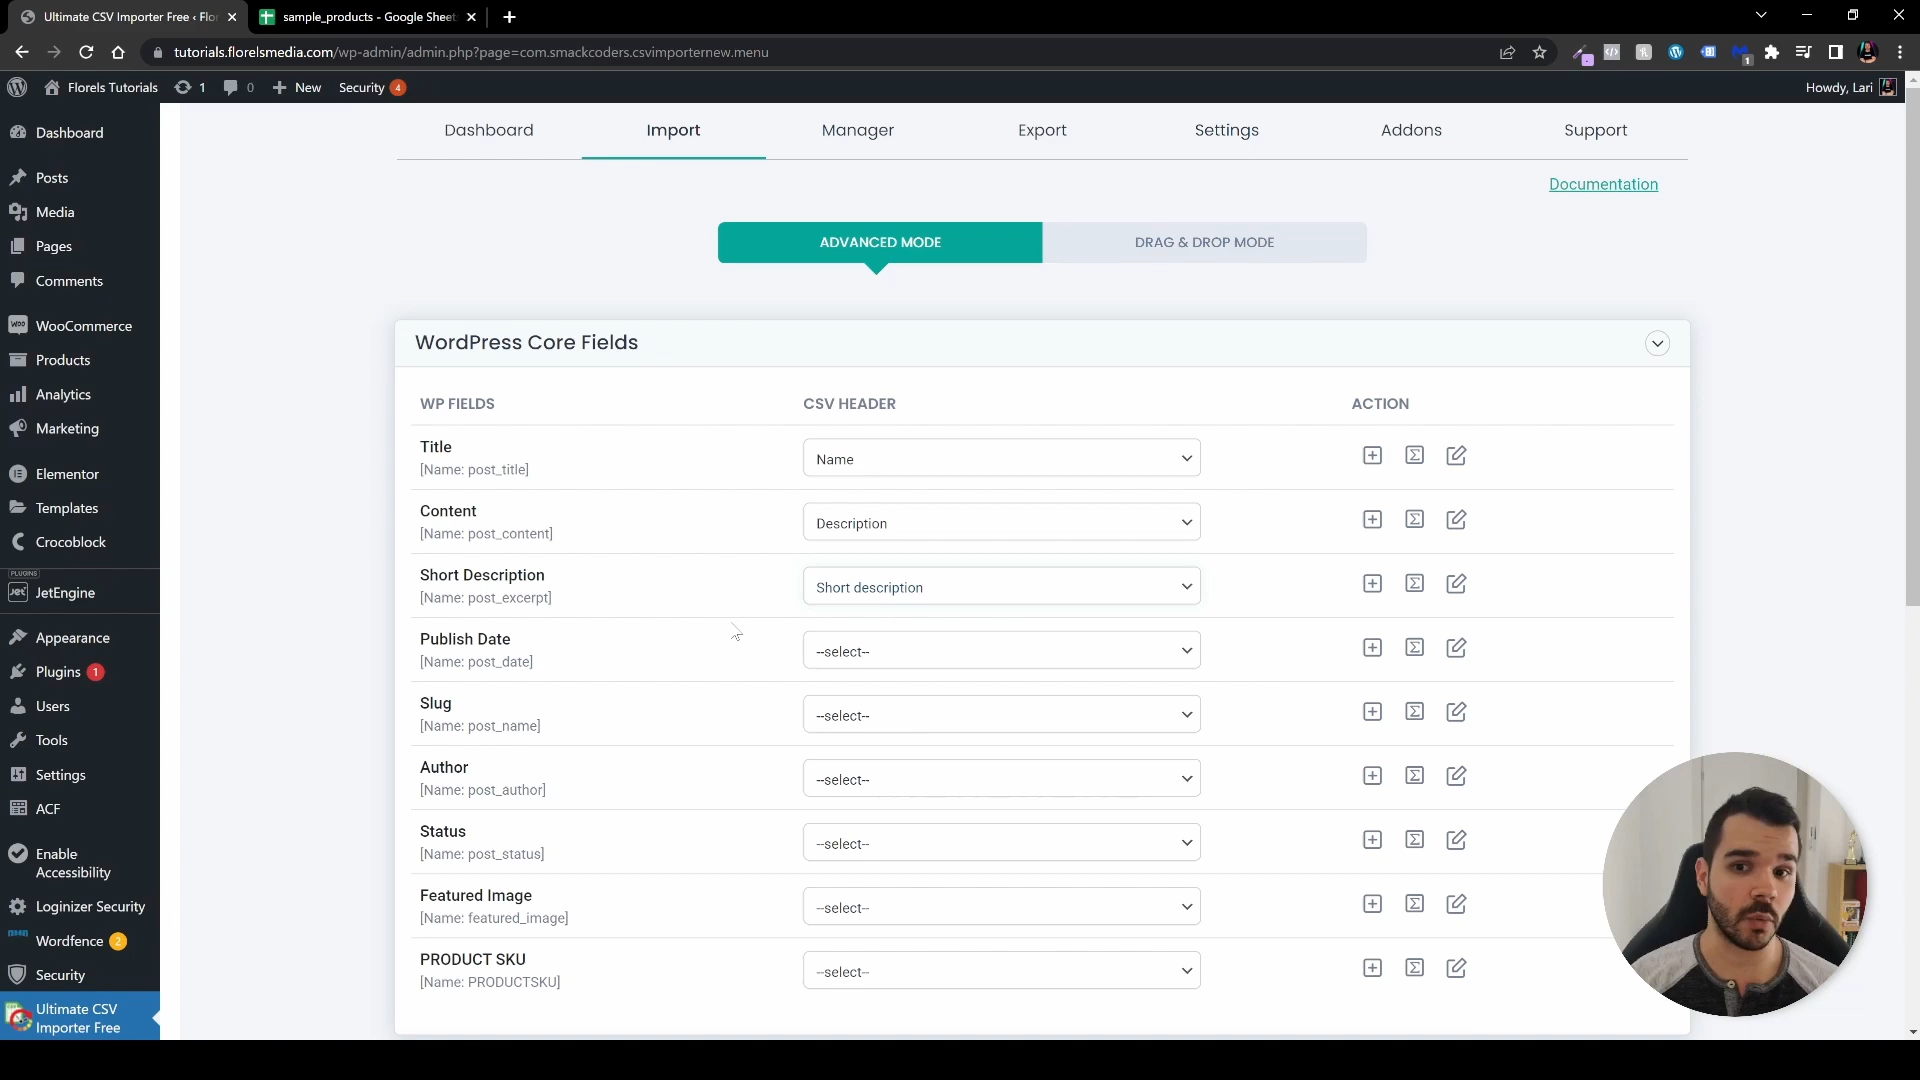 Ultimate CSV Importer Free ‹ Flor
sample_products - Google Sheet
tutorials.florelsmedia.com/wp-admin/admin.php?page=com.smackcoders.csvimporternew.menu
1
Florels Tutorials
1
0
New
Security 4
Howdy, Lari
Dashboard
Posts
Media
Pages
Comments
WooCommerce
Products
Analytics
Marketing
Elementor
Templates
Crocoblock
PLUGINS
JetEngine
Appearance
Plugins 1
Users
Tools
Settings
ACF
Enable
Accessibility
Loginizer Security
Wordfence 2
Security
Ultimate CSV
Importer Free
Dashboard
Import
Manager
Export
Settings
Addons
Support
Documentation
ADVANCED MODE
DRAG & DROP MODE
WordPress Core Fields
WP FIELDS
CSV HEADER
ACTION
Title
[Name: post_title]
Name
Content
[Name: post_content]
Description
Short Description
[Name: post_excerpt]
Short description
Publish Date
[Name: post_date]
--select--
Slug
[Name: post_name]
--select--
Author
[Name: post_author]
--select--
Status
[Name: post_status]
--select--
Featured Image
[Name: featured_image]
--select--
PRODUCT SKU
[Name: PRODUCTSKU]
--select--